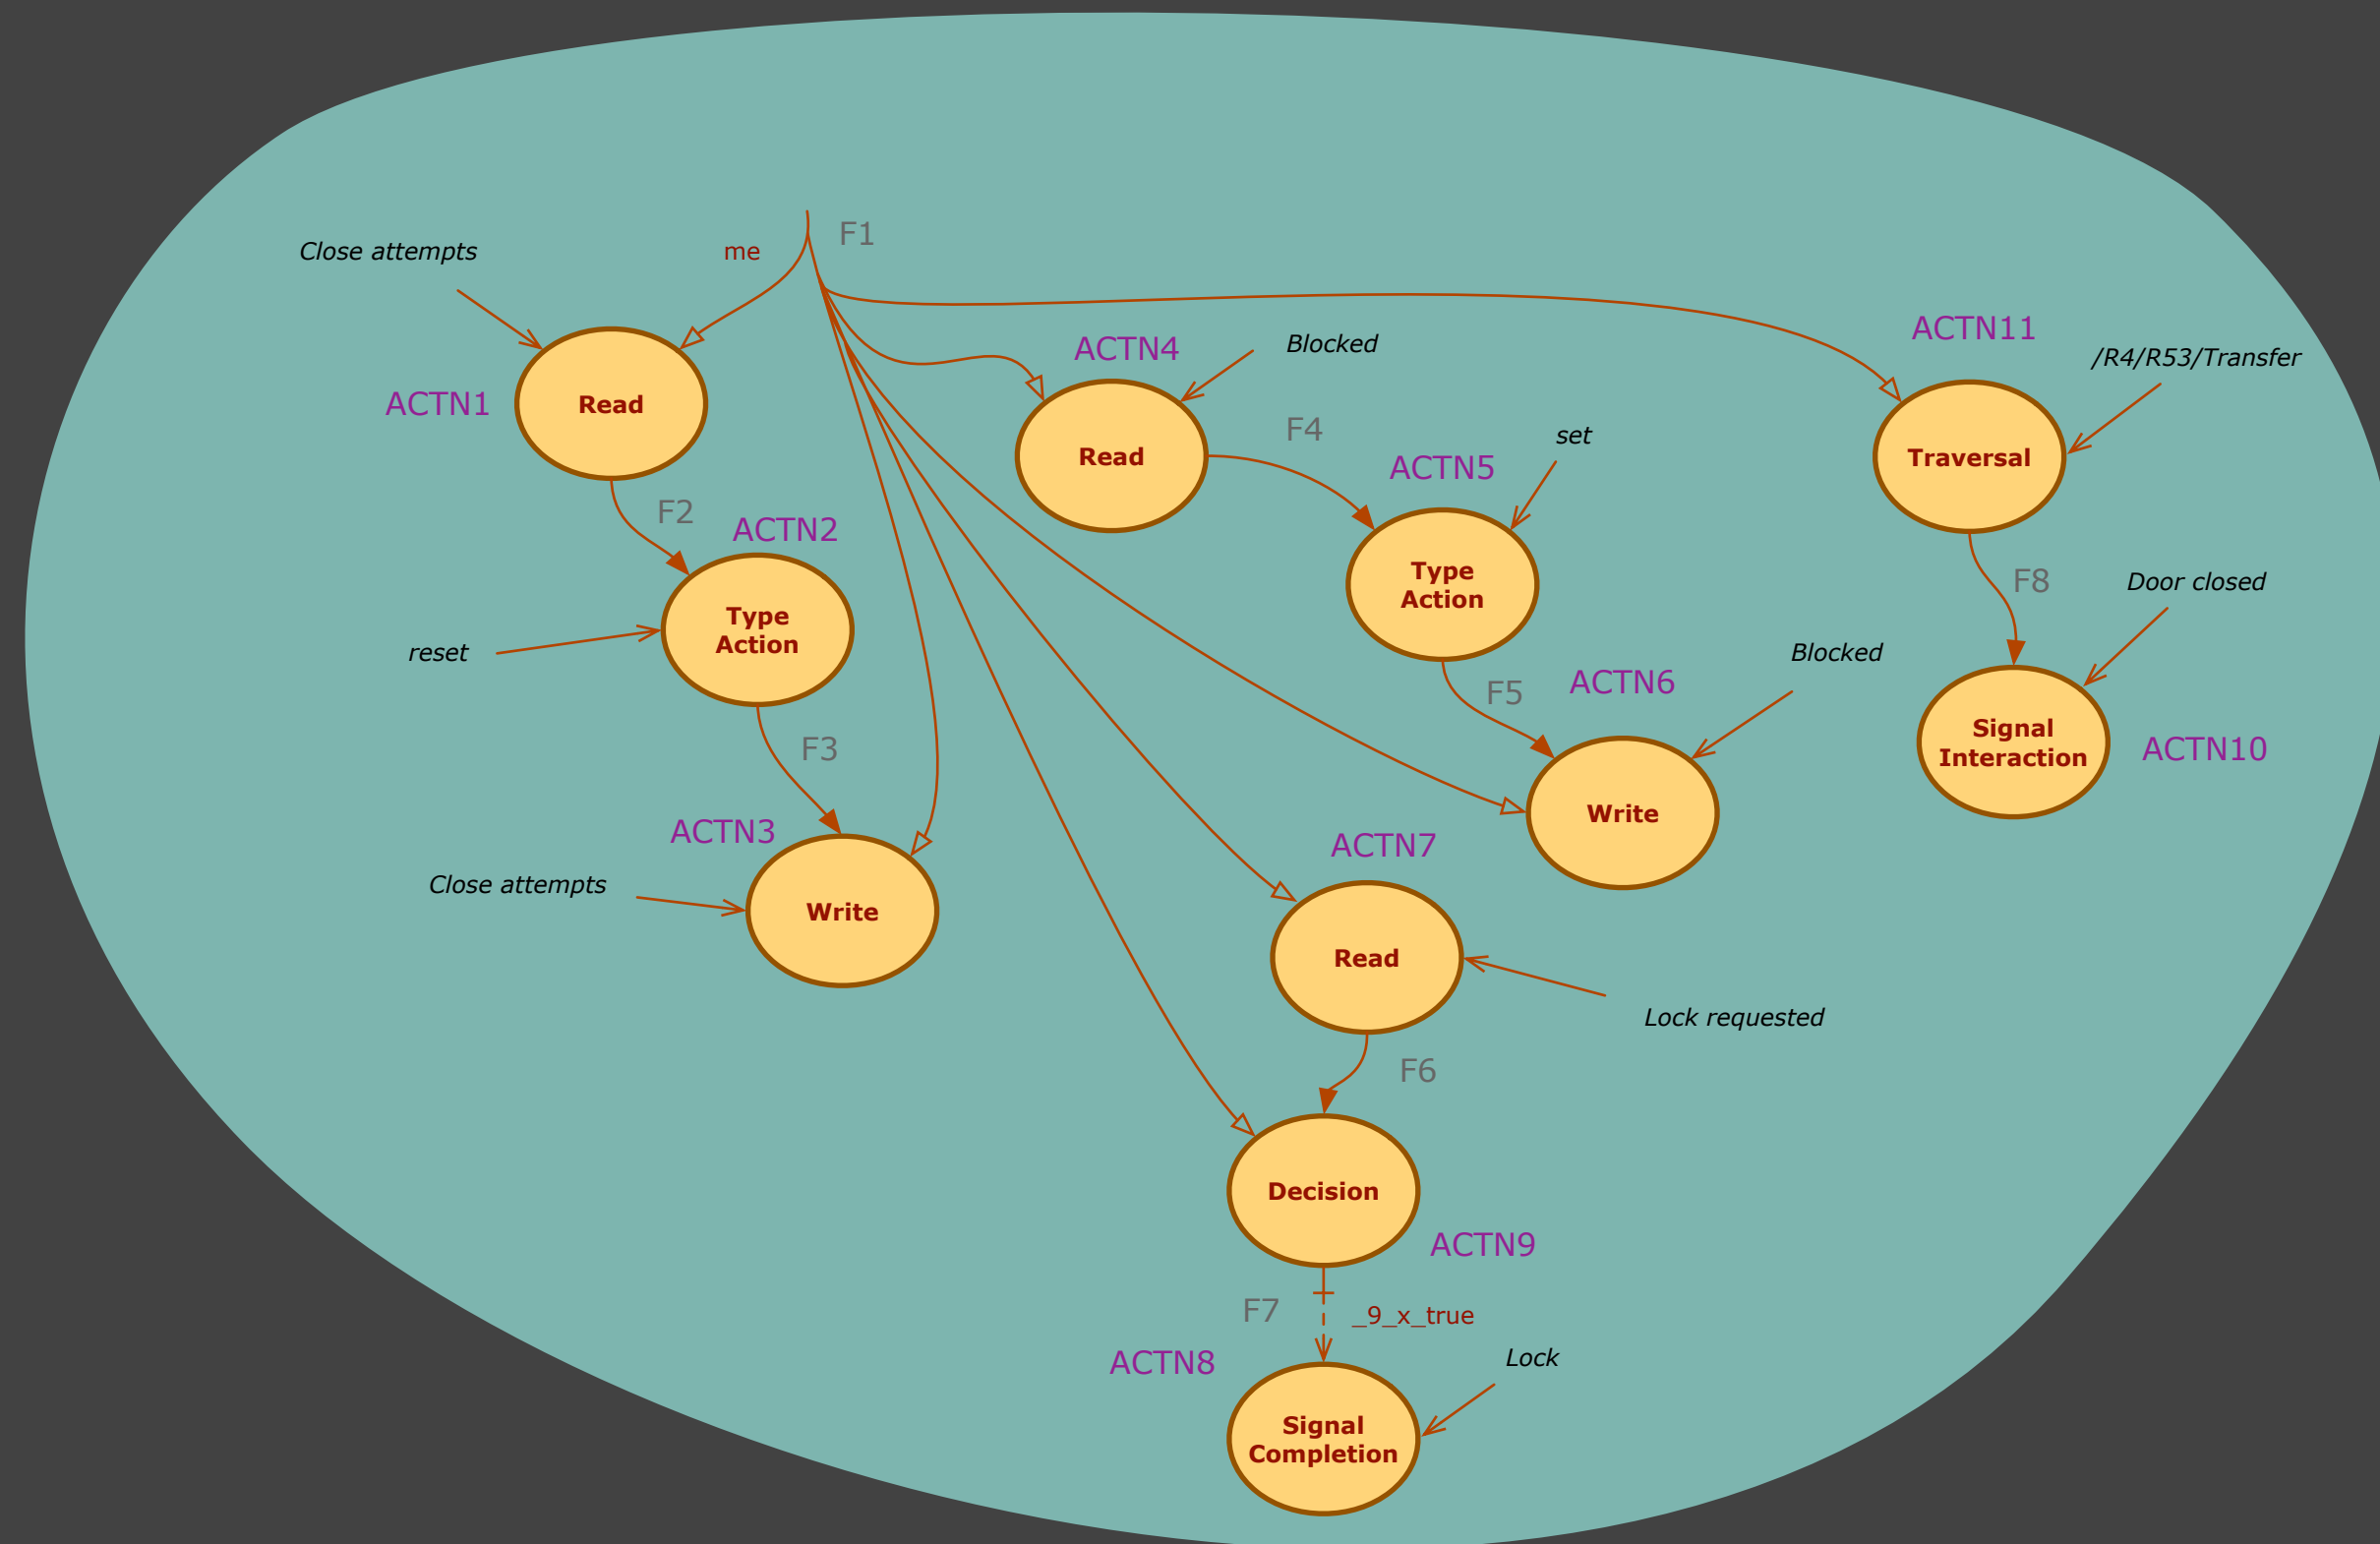 F1
Close attempts
me
ACTN11
ACTN4
Blocked
/R4/R53/Transfer
ACTN1
Read
F4
set
Read
Traversal
ACTN5
F2
ACTN2
Type
Action
F8
Door closed
Type
Action
reset
Blocked
ACTN6
F5
F3
Signal
Interaction
ACTN10
Write
ACTN3
ACTN7
Close attempts
Write
Read
Lock requested
F6
Decision
ACTN9
F7
_9_x_true
ACTN8
Lock
Signal
Completion